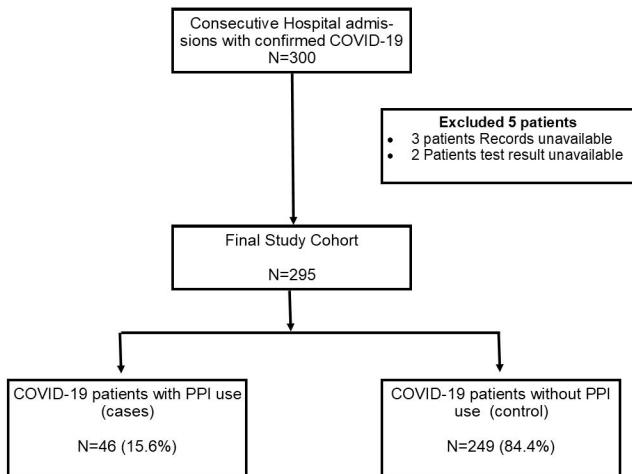 Consecutive Hospital admis-
sions with confirmed COVID-19
N=300
Excluded 5 patients
• 3 patients Records unavailable
• 2 Patients test result unavailable
Final Study Cohort
N=295
COVID-19 patients with PPI use
(cases)
N=46 (15.6%)
COVID-19 patients without PPI
use (control)
N=249 (84.4%)